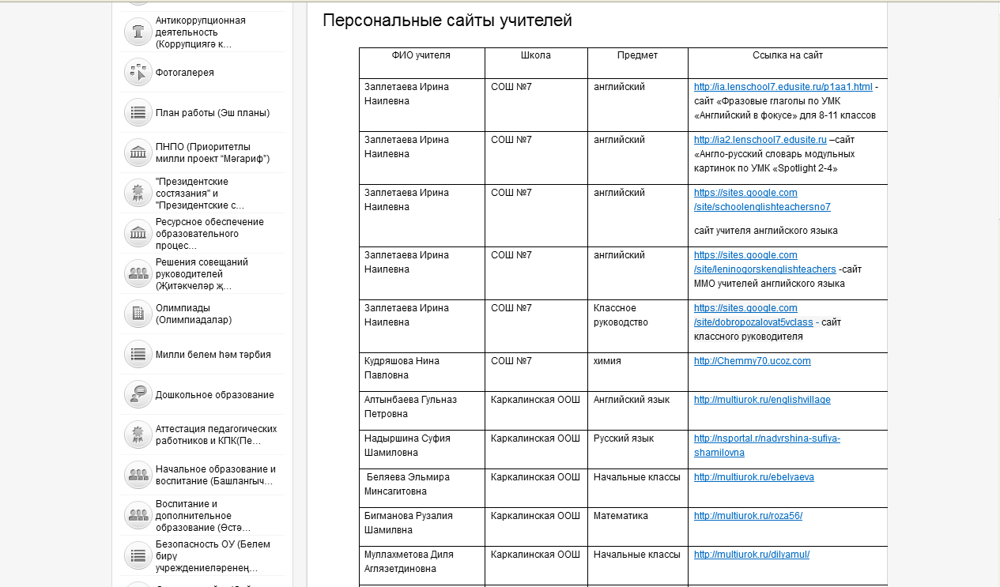 Антикоррупционная
деятельность
(Коррупциягә к...
Фотогалерея
План работы (Эш планы)
ПНПО (Приоритетлы
милли проект “Мәгариф”)
"Президентские
состязания" и
"Президентские с...
Ресурсное обеспечение
образовательного
процес...
Решения совещаний
руководителей
(Җитәкчеләр җ...
Олимпиады
(Олимпиадалар)
Милли белем һәм тәрбия
Дошкольное образование
Аттестация педагогических
работников и КПК(Пе...
Начальное образование и
воспитание (Башлангыч...
Воспитание и
дополнительное
образование (Өстә...
Безопасность ОУ (Белем
бирү
учреждениеләренең...
Персональные сайты учителей
ФИО учителя Школа Предмет Ссылка на сайт
Заплетаева Ирина СОШ №7 английский http://ia.lenschool7.edusite.ru/p1aa1.html -
Наилевна сайт «Фразовые глаголы по УМК
«Английский в фокусе» для 8-11 классов
Заплетаева Ирина СОШ №7 английский http://ia2.lenschool7.edusite.ru –сайт
Наилевна «Англо-русский словарь модульных
картинок по УМК «Spotlight 2-4»
Заплетаева Ирина СОШ №7 английский https://sites.google.com
Наилевна /site/schoolenglishteachersno7
сайт учителя английского языка
Заплетаева Ирина СОШ №7 английский https://sites.google.com
Наилевна /site/leninogorskenglishteachers -сайт
ММО учителей английского языка
Заплетаева Ирина СОШ №7 Классное https://sites.google.com
Наилевна руководство /site/dobropozalovat5vclass - сайт
классного руководителя
Кудряшова Нина СОШ №7 химия http://Chemmy70.ucoz.com
Павловна
Алтынбаева Гульназ Каркалинская ООШ Английский язык http://multiurok.ru/englishvillage
Петровна
Надыршина Суфия Каркалинская ООШ Русский язык http://nsportal.r/nadyrshina-sufiya-
Шамиловна shamilovna
Беляева Эльмира Каркалинская ООШ Начальные классы http://multiurok.ru/ebelyaeva
Минсагитовна
Бигманова Рузалия Каркалинская ООШ Математика http://multiurok.ru/roza56/
Шамилвна
Муллахметова Диля Каркалинская ООШ Начальные классы http://multiurok.ru/dilyamul/
Аглязетдиновна